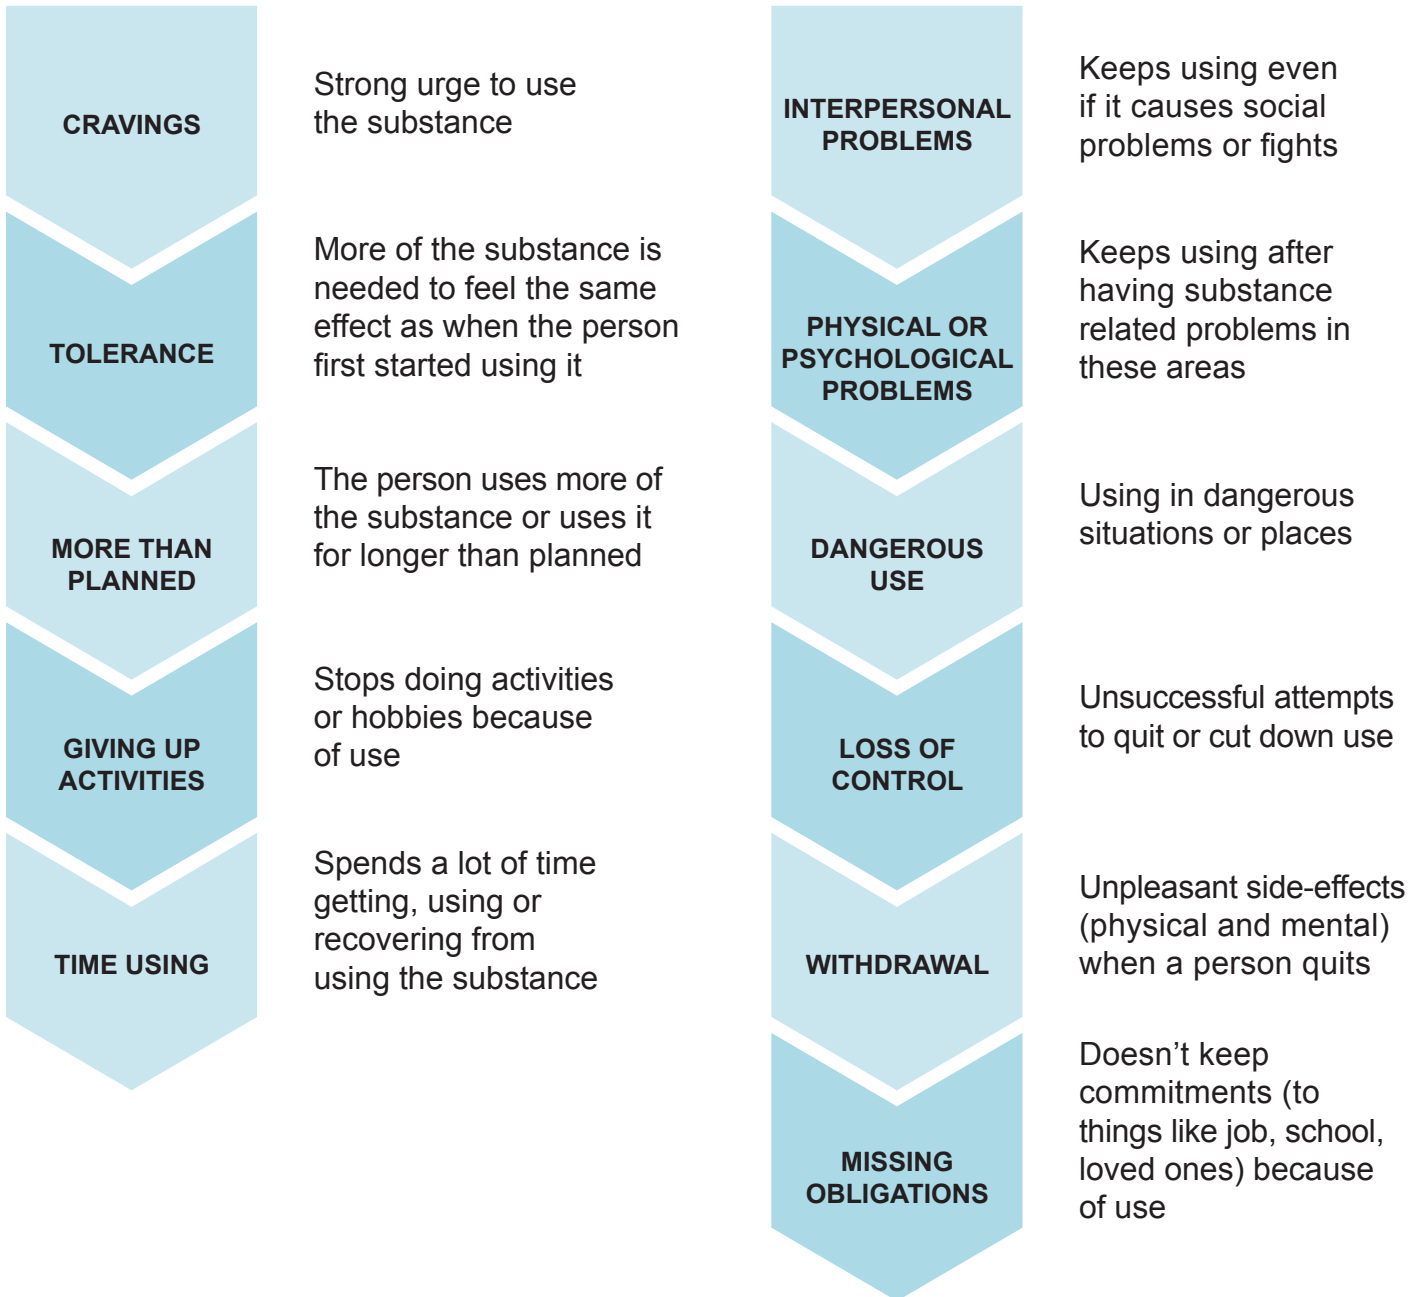 CRAVINGS
Strong urge to use
the substance
TOLERANCE
More of the substance is
needed to feel the same
effect as when the person
first started using it
MORE THAN
PLANNED
The person uses more of
the substance or uses it
for longer than planned
GIVING UP
ACTIVITIES
Stops doing activities
or hobbies because
of use
TIME USING
Spends a lot of time
getting, using or
recovering from
using the substance
INTERPERSONAL
PROBLEMS
Keeps using even
if it causes social
problems or fights
PHYSICAL OR
PSYCHOLOGICAL
PROBLEMS
Keeps using after
having substance
related problems in
these areas
DANGEROUS
USE
Using in dangerous
situations or places
LOSS OF
CONTROL
Unsuccessful attempts
to quit or cut down use
WITHDRAWAL
Unpleasant side-effects
(physical and mental)
when a person quits
MISSING
OBLIGATIONS
Doesn’t keep
commitments (to
things like job, school,
loved ones) because
of use